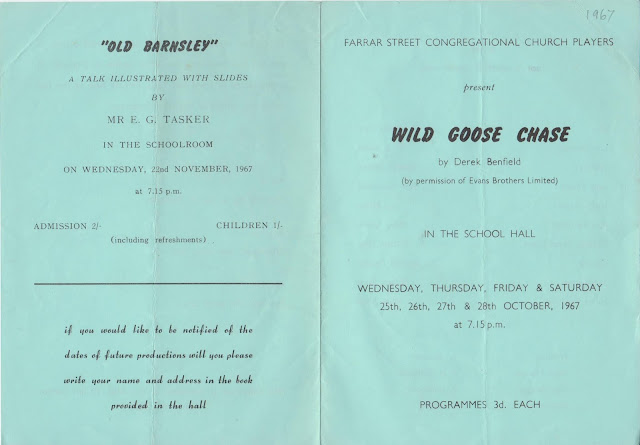 "OLD BARNSLEY"
A TALK ILLUSTRATED WITH SLIDES
BY
MR E. G. TASKER
IN THE SCHOOLROOM
ON WEDNESDAY, 22nd NOVEMBER, 1967
at 7.15 p.m.
ADMISSION 2/- CHILDREN 1/-
(including refreshments)
if you would like to be notified of the
dates of future productions will you please
write your name and address in the book
provided in the hall
1967
FARRAR STREET CONGREGATIONAL CHURCH PLAYERS
present
WILD GOOSE CHASE
by Derek Benfield
(by permission of Evans Brothers Limited)
IN THE SCHOOL HALL
WEDNESDAY, THURSDAY, FRIDAY & SATURDAY
25th, 26th, 27th & 28th OCTOBER, 1967
at 7.15 p.m.
PROGRAMMES 3d. EACH